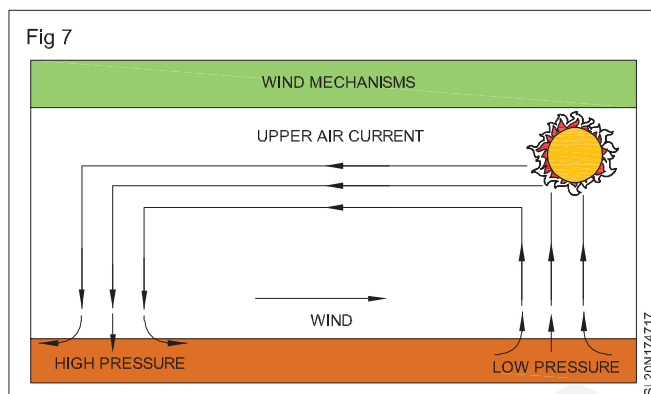 Fig 7
WIND MECHANISMS
UPPER AIR CURRENT
WIND
HIGH PRESSURE
LOW PRESSURE